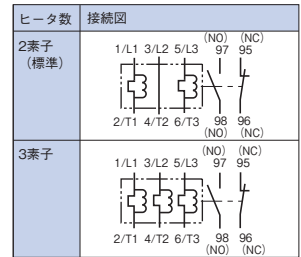 ヒータ数 接続図
2素子
(標準)
(NO) (NC)
1/L1 3/L2 5/L3 97 95
2/T1 4/T2 6/T3 98 96
(NO) (NC)
3素子
(NO) (NC)
1/L1 3/L2 5/L3 97 95
2/T1 4/T2 6/T3 98 96
(NO) (NC)